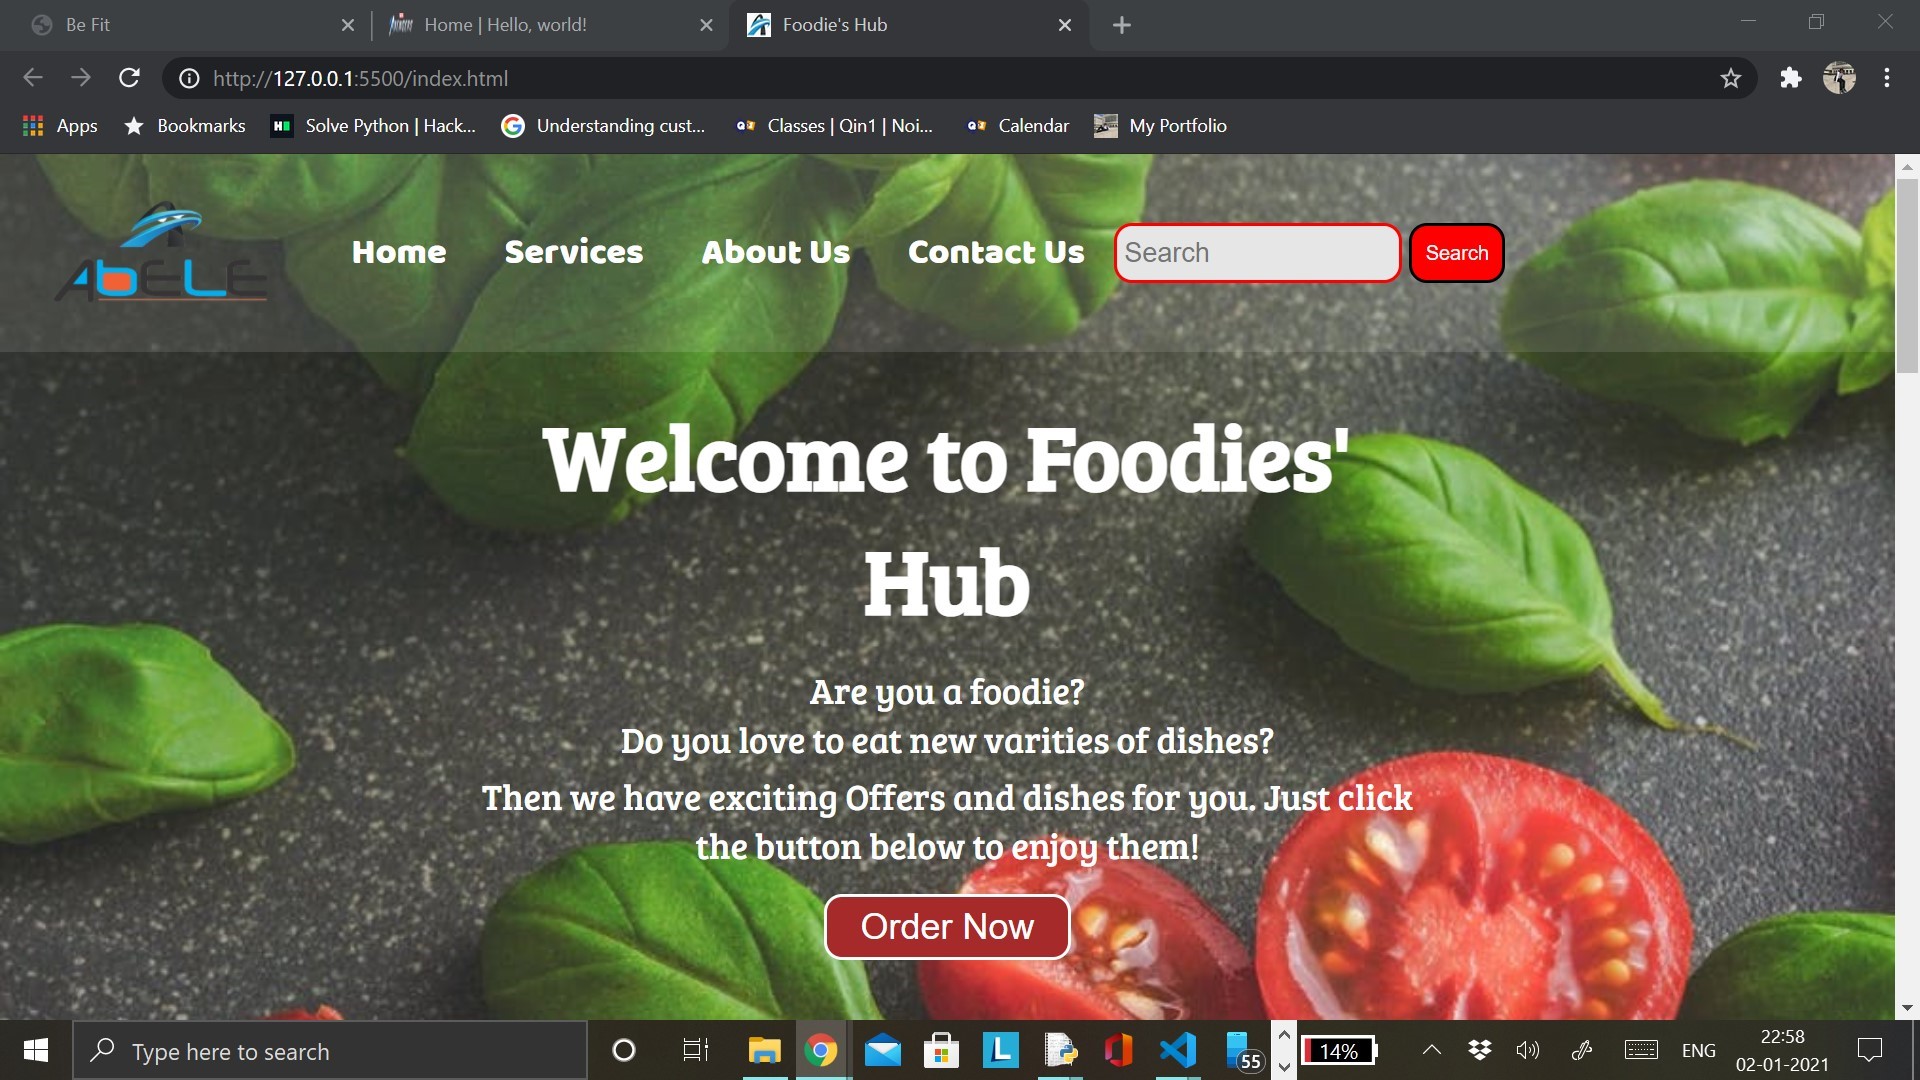 Be Fit
Home | Hello, world!
Foodie's Hub
http://127.0.0.1:5500/index.html
Apps
Bookmarks
Solve Python | Hack...
Understanding cust...
Classes | Qin1 | Noi...
Calendar
My Portfolio
AbELE
Home
Services
About Us
Contact Us
Search
Search
Welcome to Foodies'
Hub
Are you a foodie?
Do you love to eat new varities of dishes?
Then we have exciting Offers and dishes for you. Just click
the button below to enjoy them!
Order Now
Type here to search
L
55
14%
ENG
22:58
02-01-2021